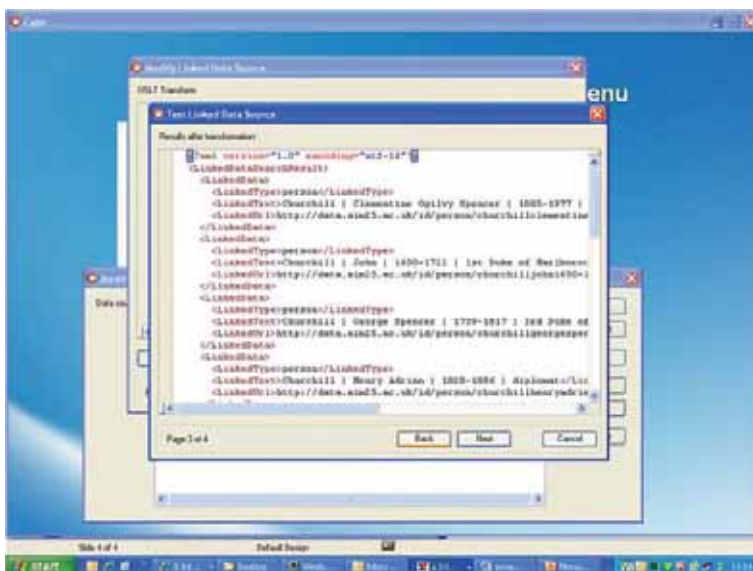 Calm
Modify Linked Data Source
XSLT Transform
enu
Test Linked Data Source
Results after transformation:
<?xml version="1.0" encoding="utf-16"?>
<LinkedDataSearchResult>
<LinkedData>
<LinkedType>person</LinkedType>
<LinkedText>Churchill | Clementine Ogilvy Spencer | 1885-1977 |
<LinkedUrl>http://data.aim25.ac.uk/id/person/churchillclementine
</LinkedData>
<LinkedData>
<LinkedType>person</LinkedType>
<LinkedText>Churchill | John | 1650-1722 | 1st Duke of Marlboro
<LinkedUrl>http://data.aim25.ac.uk/id/person/churchilljohn1650-1
</LinkedData>
<LinkedData>
<LinkedType>person</LinkedType>
<LinkedText>Churchill | George Spencer | 1739-1817 | 3rd Duke of
<LinkedUrl>http://data.aim25.ac.uk/id/person/churchillgeorgespen
</LinkedData>
<LinkedData>
<LinkedType>person</LinkedType>
<LinkedText>Churchill | Henry Adrian | 1828-1886 | diplomat</Lin
<LinkedUrl>http://data.aim25.ac.uk/id/person/churchillhenryadria
Page 3 of 4
Back
Next
Cancel
Slide 4 of 4
Default Design
START
Desktop